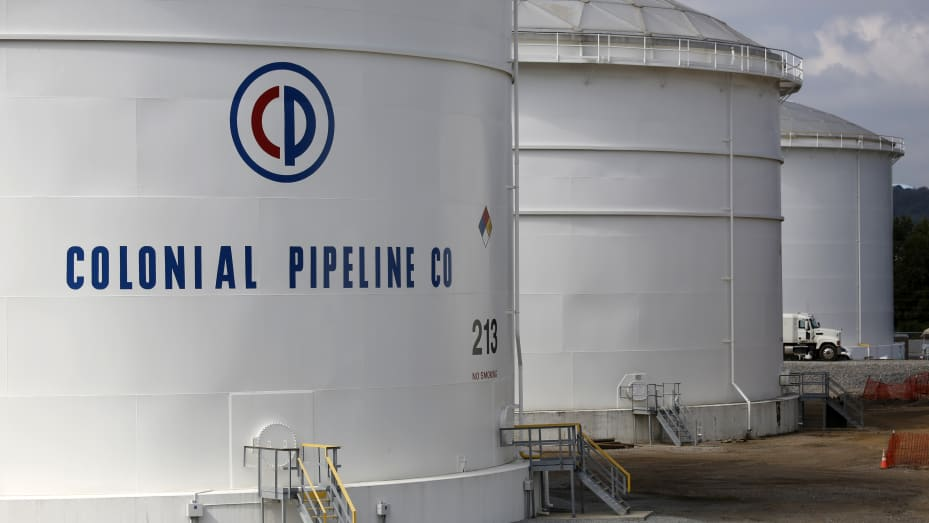 CP
COLONIAL PIPELINE CO
213
NO SMOKING